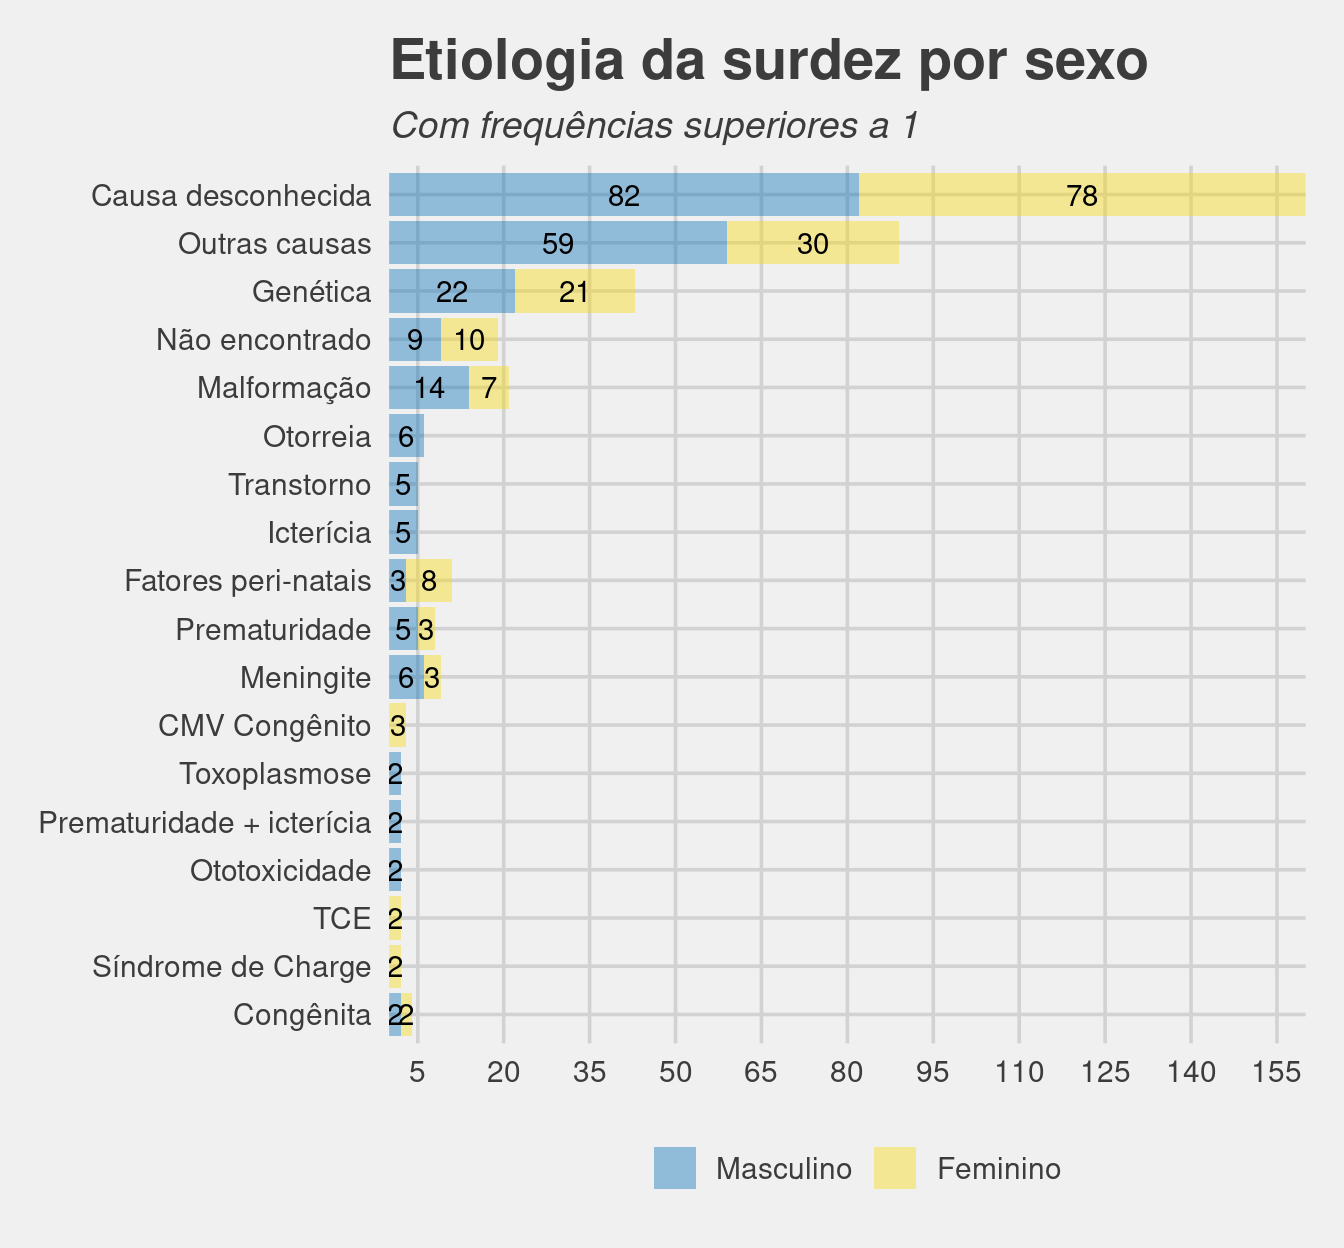 Etiologia da surdez por sexo
Com frequências superiores a 1
Causa desconhecida 82 78
Outras causas 59 30
Genética 22 21
Não encontrado 9 10
Malformação 14 7
Otorreia 6
Transtorno 5
Icterícia 5
Fatores peri-natais 3 8
Prematuridade 5 3
Meningite 6 3
CMV Congênito 3
Toxoplasmose 2
Prematuridade + icterícia 2
Ototoxicidade 2
TCE 2
Síndrome de Charge 2
Congênita 2 2
5 20 35 50 65 80 95 110 125 140 155
Masculino Feminino